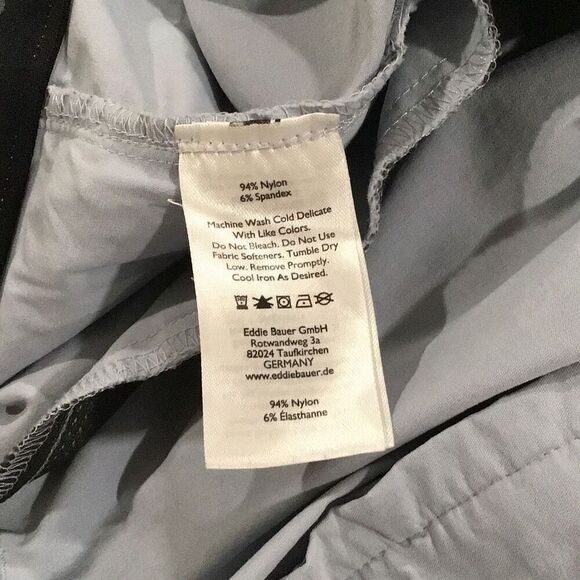 94% Nylon
6% Spandex
Machine Wash Cold Delicate
With Like Colors.
Do Not Bleach. Do Not Use
Fabric Softeners. Tumble Dry
Low. Remove Promptly.
Cool Iron As Desired.
Eddie Bauer GmbH
Rotwandweg 3a
82024 Taufkirchen
GERMANY
www.eddiebauer.de
94% Nylon
6% Élasthanne